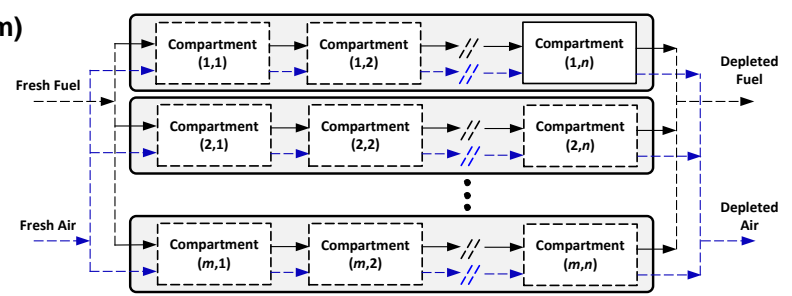 m)
Compartment
(1,1)
Compartment
(1,2)
Compartment
(1,n)
Depleted
Fuel
Fresh Fuel
Compartment
(2,1)
Compartment
(2,2)
Compartment
(2,n)
Fresh Air
Depleted
Air
Compartment
(m,1)
Compartment
(m,2)
Compartment
(m,n)